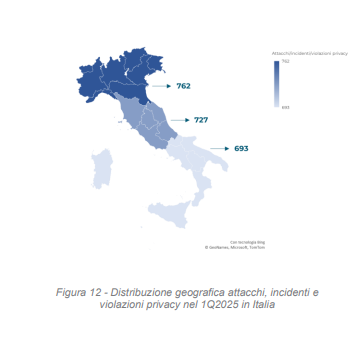 Attacchi/incidenti/violazioni privacy
762
693
762
727
693
Con tecnologia Bing
© GeoNames, Microsoft, TomTom
Figura 12 - Distribuzione geografica attacchi, incidenti e
violazioni privacy nel 1Q2025 in Italia